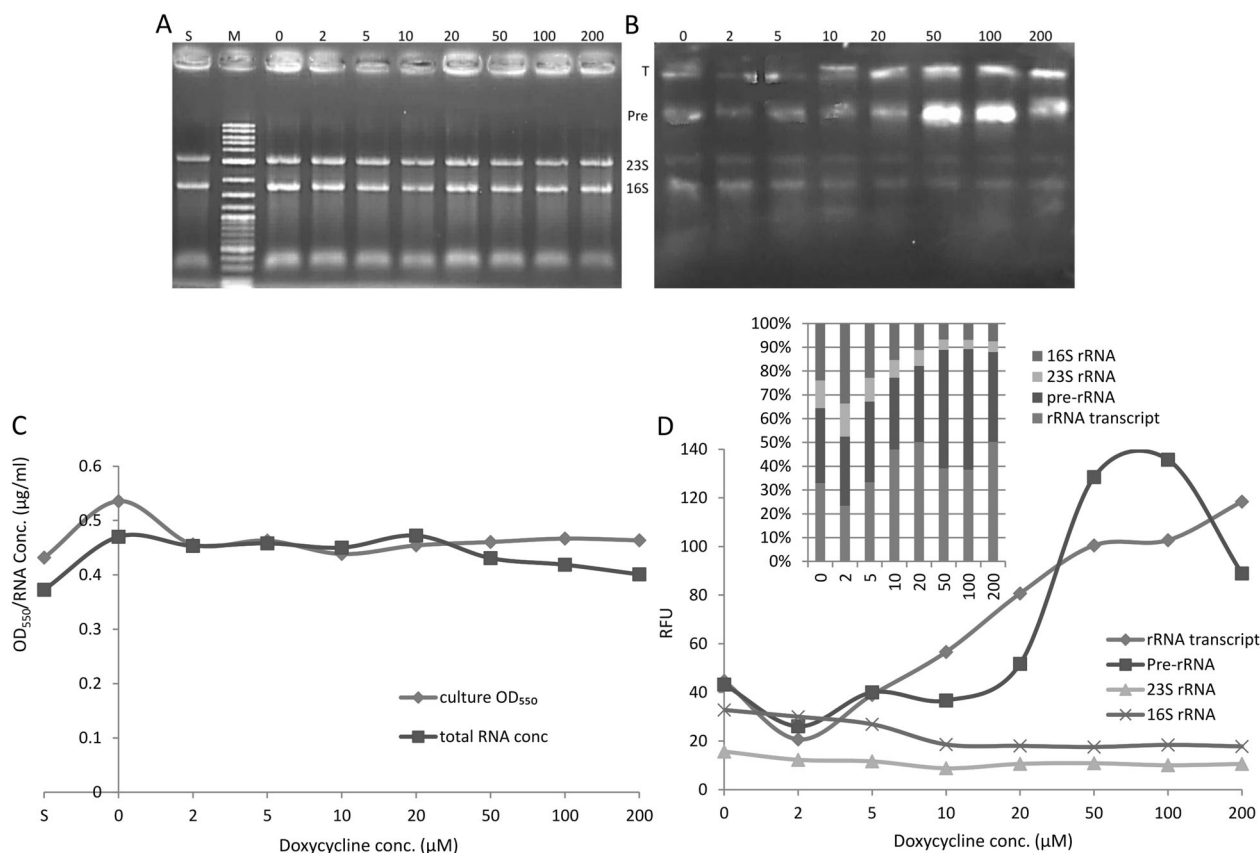 A
S M 0 2 5 10 20 50 100 200
23S
16S
B
0 2 5 10 20 50 100 200
T
Pre
100%
90%
80%
70%
60%
50%
40%
30%
20%
10%
0%
0 2 5 10 20 50 100 200
16S rRNA
23S rRNA
pre-rRNA
rRNA transcript
C
OD550/RNA Conc. (µg/ml)
0.6
0.5
0.4
0.3
0.2
0.1
0
culture OD550
total RNA conc
S 0 2 5 10 20 50 100 200
Doxycycline conc. (µM)
D
RFU
140
120
100
80
60
40
20
0
rRNA transcript
Pre-rRNA
23S rRNA
16S rRNA
0 2 5 10 20 50 100 200
Doxycycline conc. (µM)